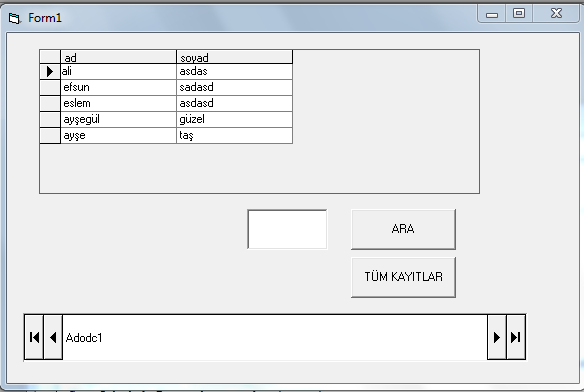 Form1
ad soyad
ali asdas
efsun sadasd
eslem asdasd
ayşegül güzel
ayşe taş
ARA
TÜM KAYITLAR
Adodc1